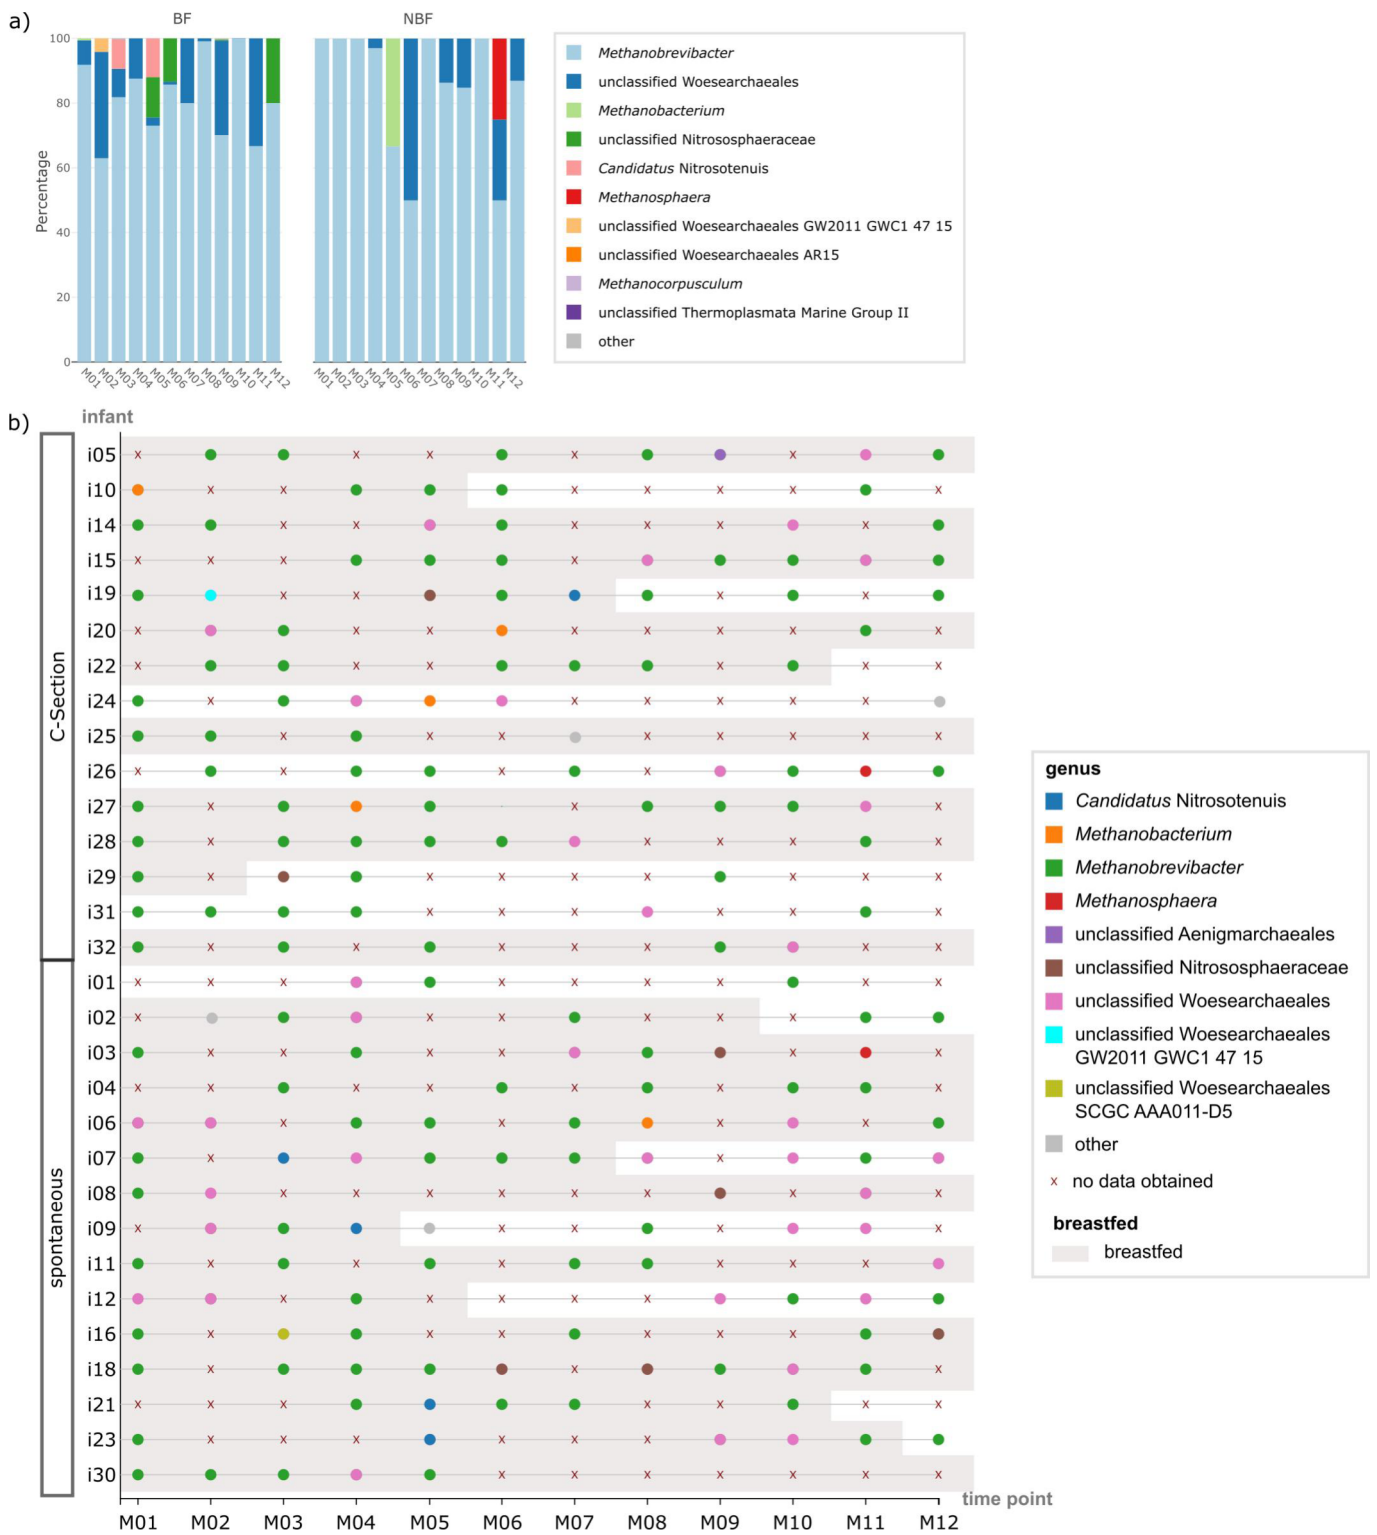 a)
BF
NBF
100
80
60
40
20
0
Percentage
M01 M02 M03 M04 M05 M06 M07 M08 M09 M10 M11 M12
M01 M02 M03 M04 M05 M06 M07 M08 M09 M10 M11 M12
Methanobrevibacter
unclassified Woesearchaeales
Methanobacterium
unclassified Nitrososphaeraceae
Candidatus Nitrosotenuis
Methanosphaera
unclassified Woesearchaeales GW2011 GWC1 47 15
unclassified Woesearchaeales AR15
Methanocorpusculum
unclassified Thermoplasmata Marine Group II
other
b)
infant
C-Section
spontaneous
i05 x x x x x
i10 x x x x x x x
i14 x x x x x x
i15 x x x x
i19 x x x x
i20 x x x x x x x x
i22 x x x x x x
i24 x x x x x x
i25 x x x x x x x x
i26 x x x x
i27 x x x
i28 x x x x x
i29 x x x x x x x x
i31 x x x x x x
i32 x x x x x x x
i01 x x x x x x x x x
i02 x x x x x x
i03 x x x x x x
i04 x x x x x x x
i06 x x x x
i07 x x
i08 x x x x x x x x
i09 x x x x x
i11 x x x x x x
i12 x x x x x
i16 x x x x x x
i18 x x x
i21 x x x x x x x
i23 x x x x x x
i30 x x x x x x x
M01 M02 M03 M04 M05 M06 M07 M08 M09 M10 M11 M12
time point
genus
Candidatus Nitrosotenuis
Methanobacterium
Methanobrevibacter
Methanosphaera
unclassified Aenigmarchaeales
unclassified Nitrososphaeraceae
unclassified Woesearchaeales
unclassified Woesearchaeales
GW2011 GWC1 47 15
unclassified Woesearchaeales
SCGC AAA011-D5
other
x no data obtained
breastfed
breastfed